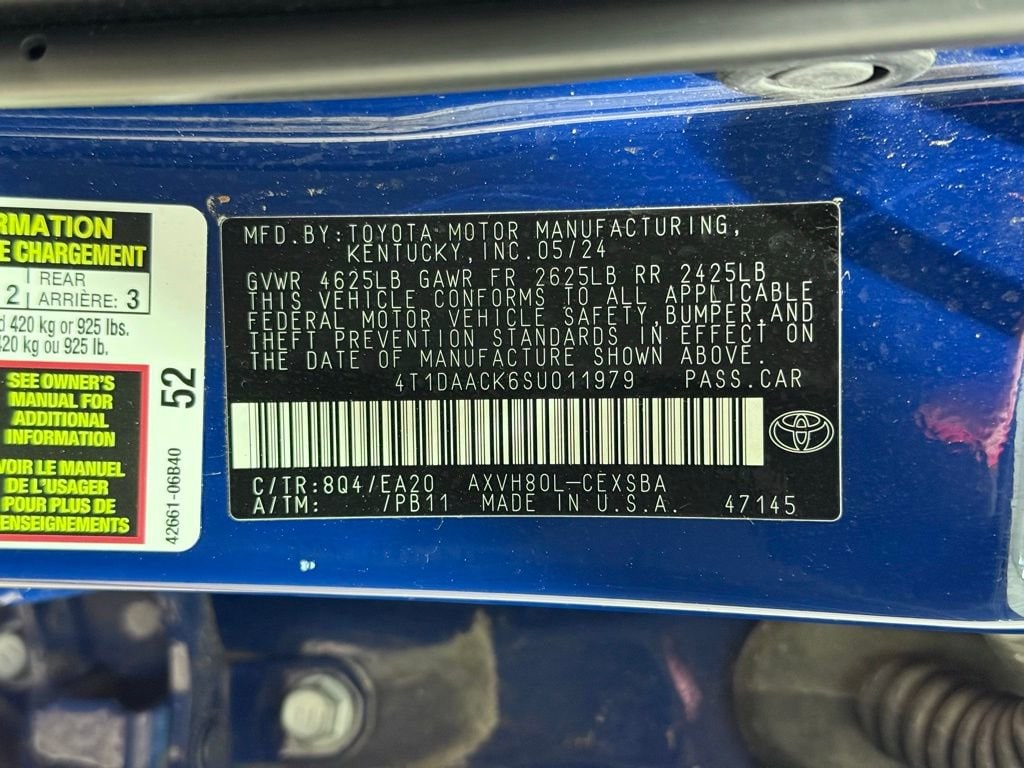 RMATION
E CHARGEMENT
REAR
2 ARRIÈRE: 3
420 kg or 925 lbs.
420 kg ou 925 lb.
SEE OWNER'S
MANUAL FOR
ADDITIONAL
INFORMATION
VOIR LE MANUEL
DE L'USAGER
POUR PLUS DE
ENSEIGNEMENTS
52
42661-06B40
MFD.BY:TOYOTA MOTOR MANUFACTURING,
KENTUCKY, INC.05/24
GVWR 4625LB GAWR FR 2625LB RR 2425LB
THIS VEHICLE CONFORMS TO ALL APPLICABLE
FEDERAL MOTOR VEHICLE SAFETY,BUMPER,AND
THEFT PREVENTION STANDARDS IN EFFECT ON
THE DATE OF MANUFACTURE SHOWN ABOVE.
4T1DAACK6SU011979 PASS.CAR
C/TR:8Q4/EA20 AXVH80L-CEXSBA
A/TM: 7PB11 MADE IN U.S.A. 47145